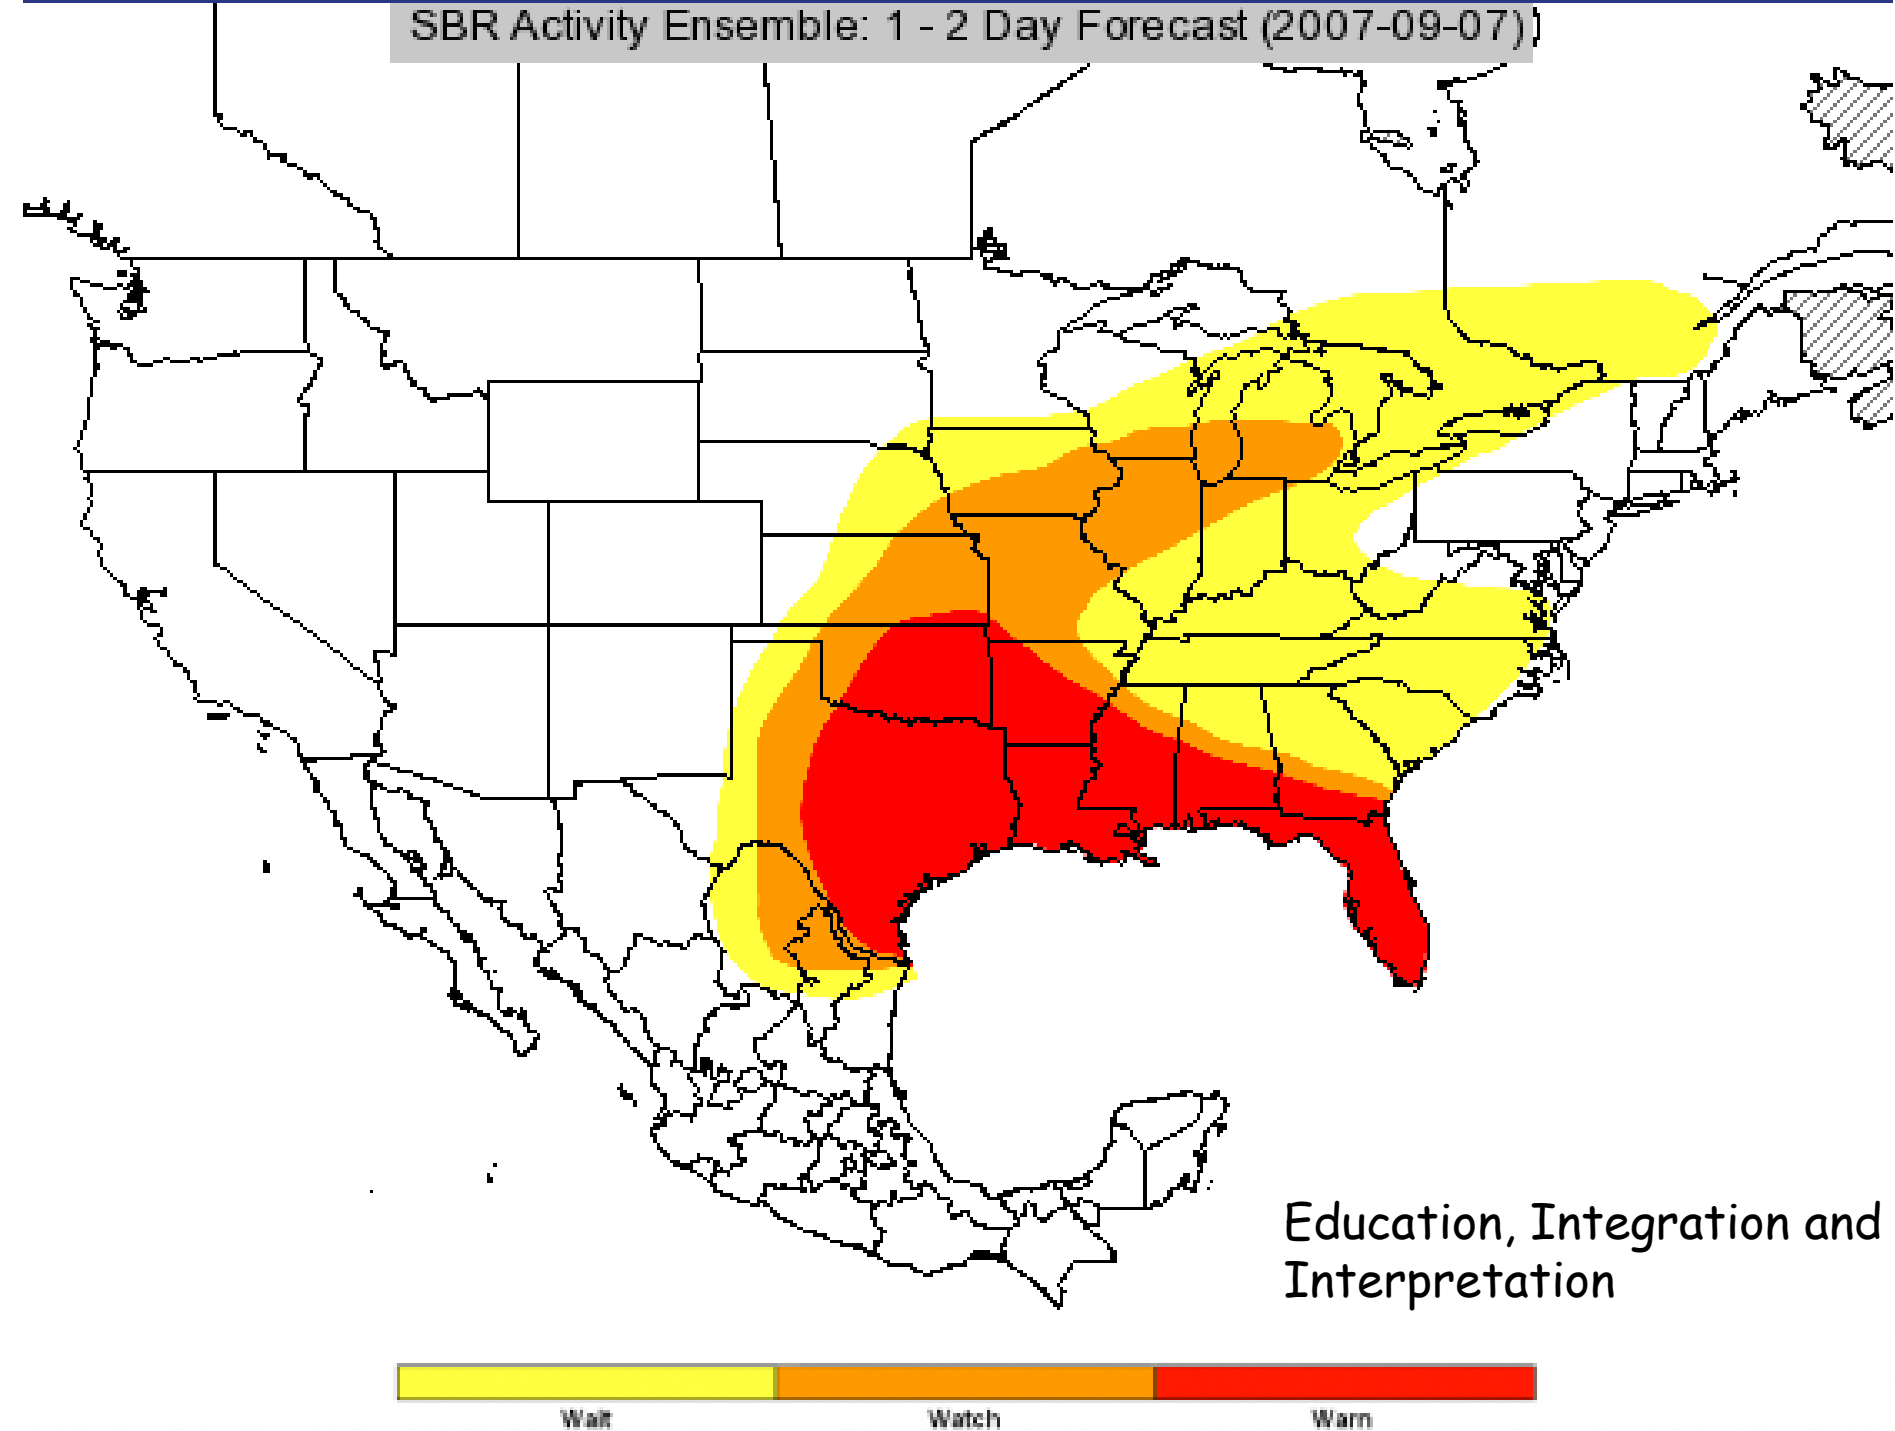 SBR Activity Ensemble: 1 - 2 Day Forecast (2007-09-07)
Education, Integration and
Interpretation
Wait
Watch
Warn